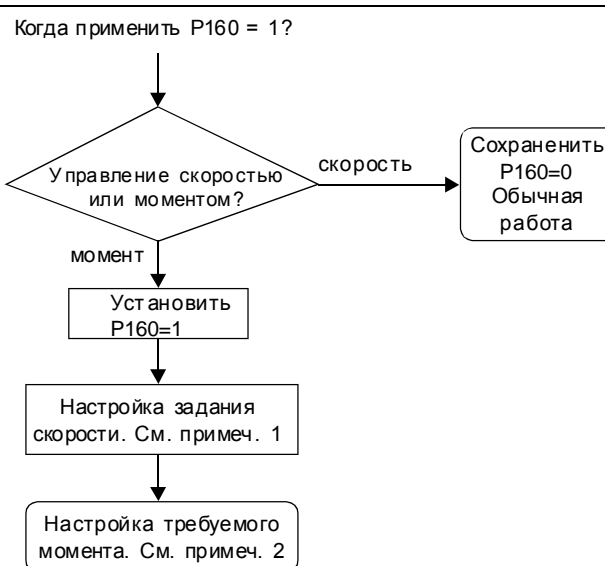 Когда применить P160 = 1?
Управление скоростью
или моментом?
скорость
Сохраненить
P160=0
Обычная
работа
момент
Установить
P160=1
Настройка задания
скорости. См. примеч. 1
Настройка требуемого
момента. См. примеч. 2